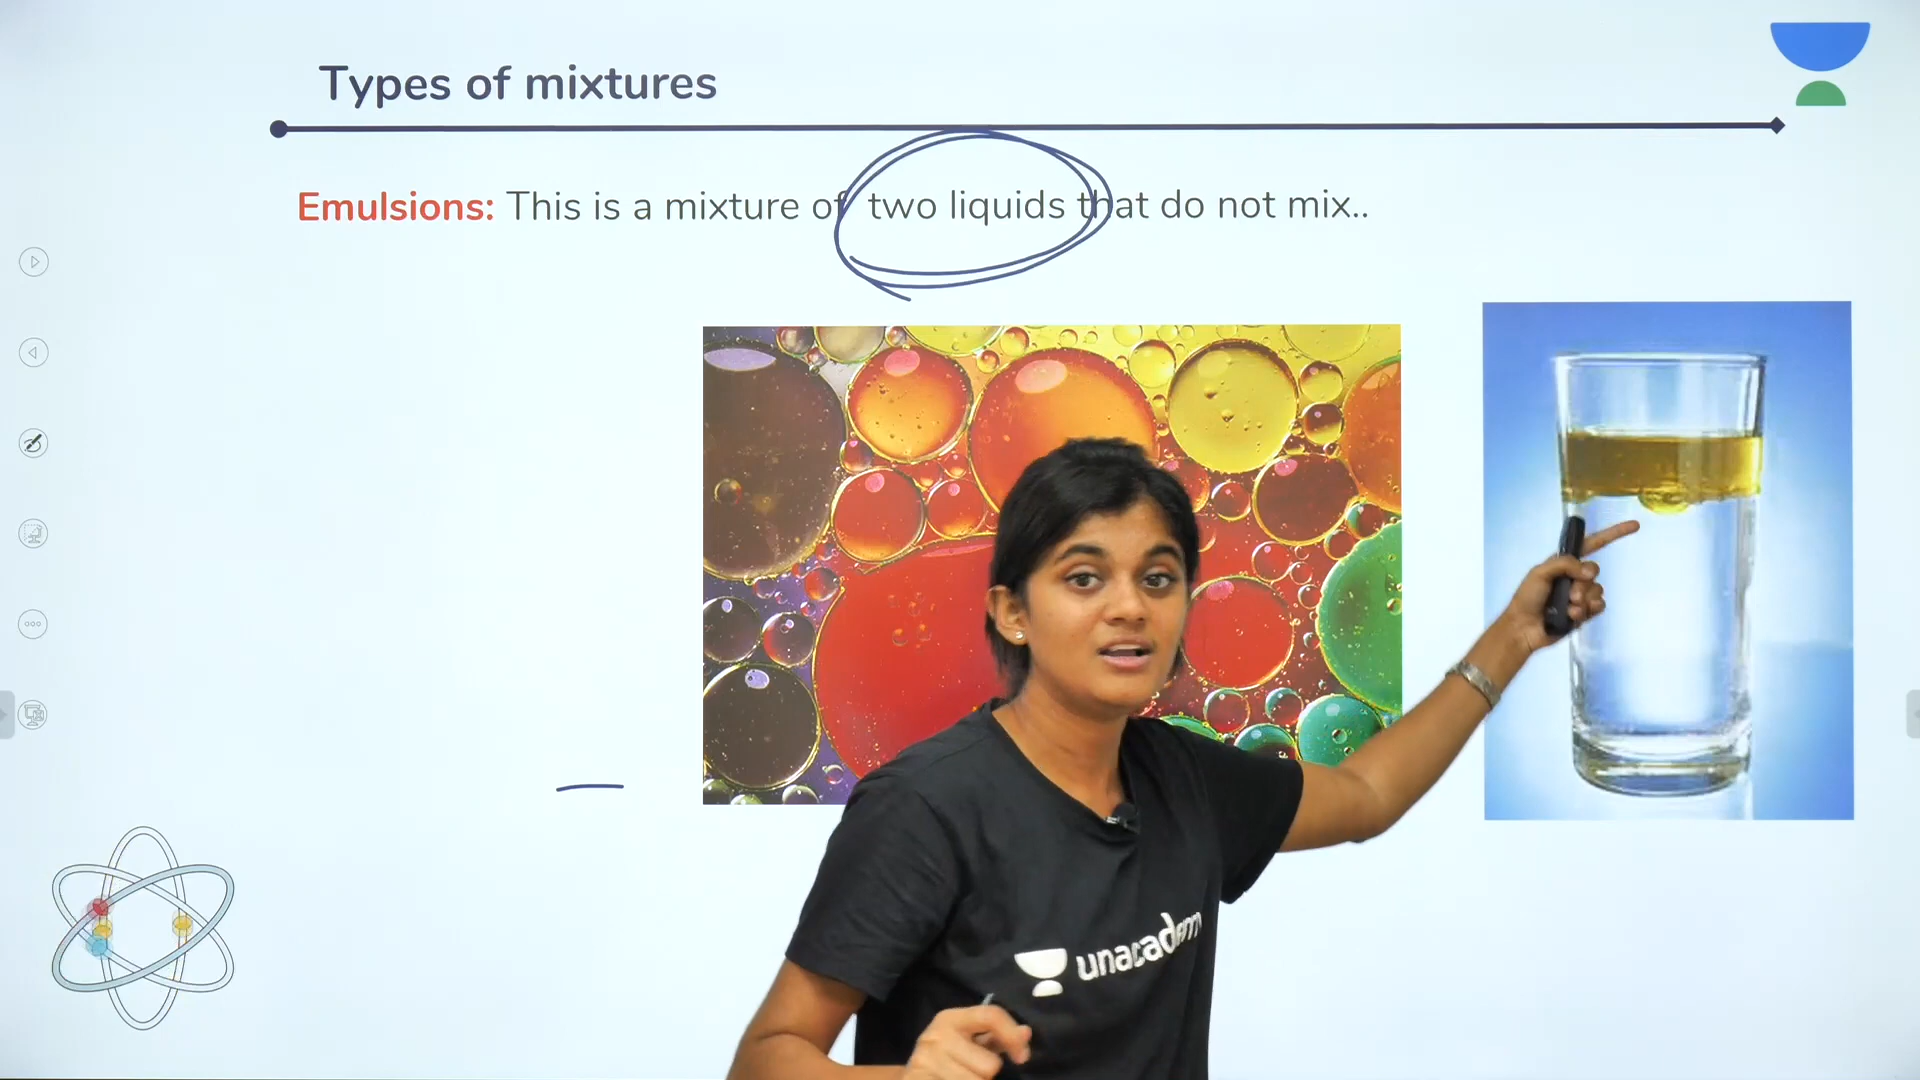 Types of mixtures
Emulsions: This is a mixture of two liquids that do not mix..
unacademy